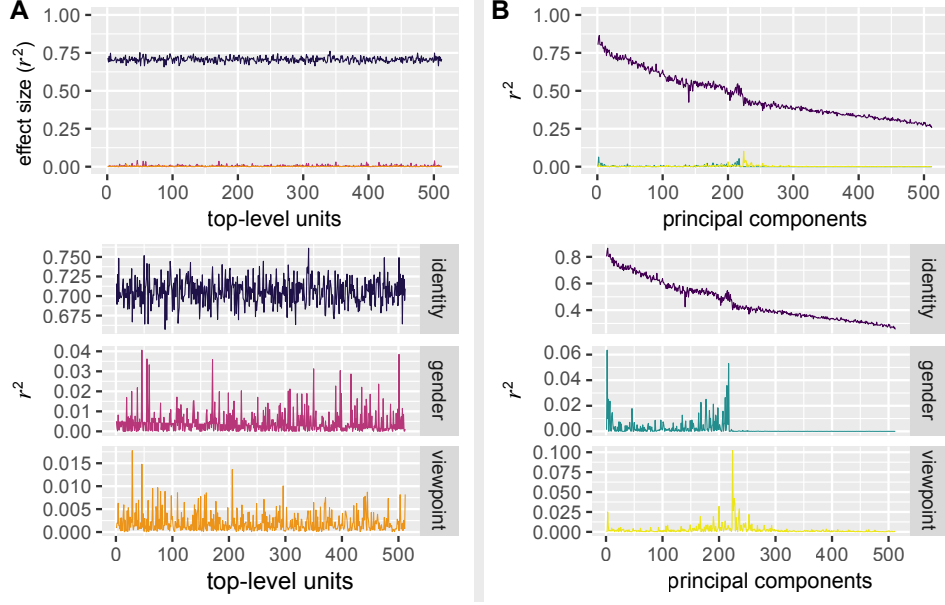 A
1.00
0.75
0.50
0.25
0.00
effect size (r²)
0 100 200 300 400 500
top-level units
0.750
0.725
0.700
0.675
identity
0.04
0.03
0.02
0.01
0.00
gender
r²
0.015
0.010
0.005
0.000
viewpoint
0 100 200 300 400 500
top-level units
B
1.00
0.75
0.50
0.25
0.00
r²
0 100 200 300 400 500
principal components
0.8
0.6
0.4
identity
0.06
0.04
0.02
0.00
gender
r²
0.100
0.075
0.050
0.025
0.000
viewpoint
0 100 200 300 400 500
principal components